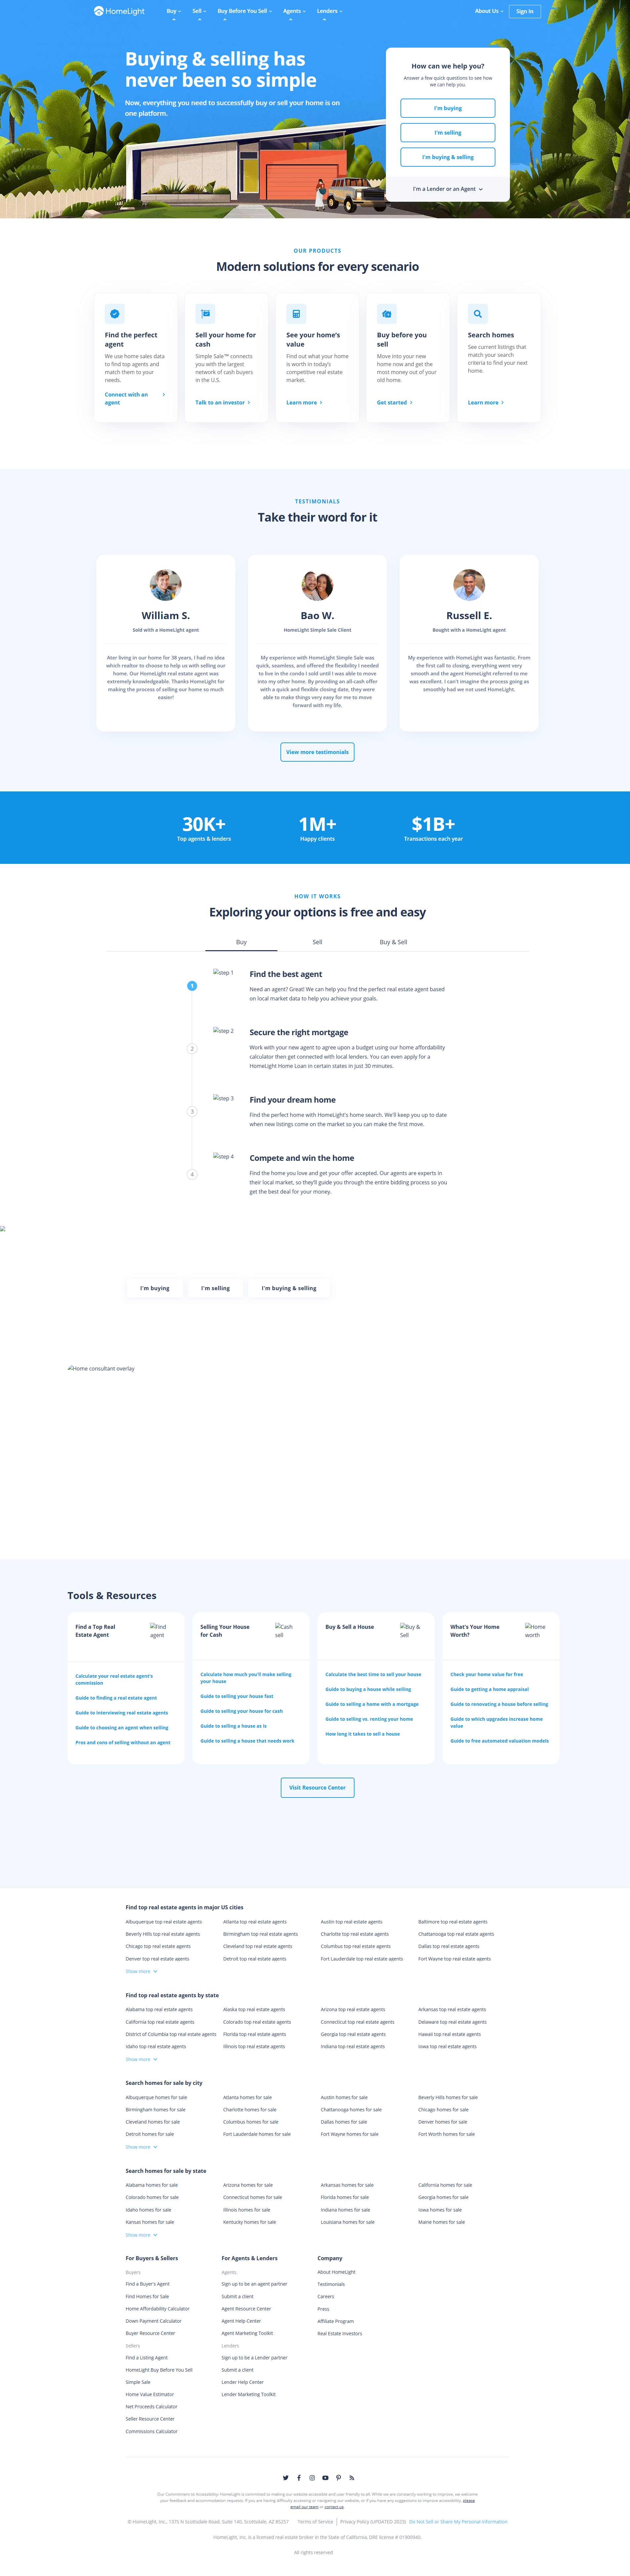 HomeLight
Buy
Sell
Buy Before You Sell
Agents
Lenders
About Us
Sign In
Buying & selling has
never been so simple
Now, everything you need to successfully buy or sell your home is on
one platform.
How can we help you?
Answer a few quick questions to see how
we can help you.
I'm buying
I'm selling
I'm buying & selling
I'm a Lender or an Agent
OUR PRODUCTS
Modern solutions for every scenario
Find the perfect
agent
We use home sales data
to find top agents and
match them to your
needs.
Connect with an
agent
Sell your home for
cash
Simple Sale™ connects
you with the largest
network of cash buyers
in the U.S.
Talk to an investor
See your home's
value
Find out what your home
is worth in today's
competitive real estate
market.
Learn more
Buy before you
sell
Move into your new
home now and get the
most money out of your
old home.
Get started
Search homes
See current listings that
match your search
criteria to find your next
home.
Learn more
TESTIMONIALS
Take their word for it
William S.
Sold with a HomeLight agent
Ater living in our home for 38 years, I had no idea
which realtor to choose to help us with selling our
home. Our HomeLight real estate agent was
extremely knowledgeable. Thanks HomeLight for
making the process of selling our home so much
easier!
Bao W.
HomeLight Simple Sale Client
My experience with HomeLight Simple Sale was
quick, seamless, and offered the flexibility I needed
to live in the condo I sold until I was able to move
into my other home. By providing an all-cash offer
with a quick and flexible closing date, they were
able to make things very easy for me to move
forward with my life.
Russell E.
Bought with a HomeLight agent
My experience with HomeLight was fantastic. From
the first call to closing, everything went very
smooth and the agent HomeLight referred to me
was excellent. I can't imagine the process going as
smoothly had we not used HomeLight.
View more testimonials
30K+
Top agents & lenders
1M+
Happy clients
$1B+
Transactions each year
HOW IT WORKS
Exploring your options is free and easy
Buy
Sell
Buy & Sell
1
step 1
Find the best agent
Need an agent? Great! We can help you find the perfect real estate agent based
on local market data to help you achieve your goals.
2
step 2
Secure the right mortgage
Work with your new agent to agree upon a budget using our home affordability
calculator then get connected with local lenders. You can even apply for a
HomeLight Home Loan in certain states in just 30 minutes.
3
step 3
Find your dream home
Find the perfect home with HomeLight's home search. We'll keep you up to date
when new listings come on the market so you can make the first move.
4
step 4
Compete and win the home
Find the home you love and get your offer accepted. Our agents are experts in
their local market, so they'll guide you through the entire bidding process so you
get the best deal for your money.
I'm buying
I'm selling
I'm buying & selling
Home consultant overlay
Tools & Resources
Find a Top Real
Estate Agent
Find
agent
Calculate your real estate agent's
commission
Guide to finding a real estate agent
Guide to interviewing real estate agents
Guide to choosing an agent when selling
Pros and cons of selling without an agent
Selling Your House
for Cash
Cash
sell
Calculate how much you'll make selling
your house
Guide to selling your house fast
Guide to selling your house for cash
Guide to selling a house as is
Guide to selling a house that needs work
Buy & Sell a House
Buy &
Sell
Calculate the best time to sell your house
Guide to buying a house while selling
Guide to selling a home with a mortgage
Guide to selling vs. renting your home
How long it takes to sell a house
What's Your Home
Worth?
Home
worth
Check your home value for free
Guide to getting a home appraisal
Guide to renovating a house before selling
Guide to which upgrades increase home
value
Guide to free automated valuation models
Visit Resource Center
Find top real estate agents in major US cities
Albuquerque top real estate agents
Atlanta top real estate agents
Austin top real estate agents
Baltimore top real estate agents
Beverly Hills top real estate agents
Birmingham top real estate agents
Charlotte top real estate agents
Chattanooga top real estate agents
Chicago top real estate agents
Cleveland top real estate agents
Columbus top real estate agents
Dallas top real estate agents
Denver top real estate agents
Detroit top real estate agents
Fort Lauderdale top real estate agents
Fort Wayne top real estate agents
Show more
Find top real estate agents by state
Alabama top real estate agents
Alaska top real estate agents
Arizona top real estate agents
Arkansas top real estate agents
California top real estate agents
Colorado top real estate agents
Connecticut top real estate agents
Delaware top real estate agents
District of Columbia top real estate agents
Florida top real estate agents
Georgia top real estate agents
Hawaii top real estate agents
Idaho top real estate agents
Illinois top real estate agents
Indiana top real estate agents
Iowa top real estate agents
Show more
Search homes for sale by city
Albuquerque homes for sale
Atlanta homes for sale
Austin homes for sale
Beverly Hills homes for sale
Birmingham homes for sale
Charlotte homes for sale
Chattanooga homes for sale
Chicago homes for sale
Cleveland homes for sale
Columbus homes for sale
Dallas homes for sale
Denver homes for sale
Detroit homes for sale
Fort Lauderdale homes for sale
Fort Wayne homes for sale
Fort Worth homes for sale
Show more
Search homes for sale by state
Alabama homes for sale
Arizona homes for sale
Arkansas homes for sale
California homes for sale
Colorado homes for sale
Connecticut homes for sale
Florida homes for sale
Georgia homes for sale
Idaho homes for sale
Illinois homes for sale
Indiana homes for sale
Iowa homes for sale
Kansas homes for sale
Kentucky homes for sale
Louisiana homes for sale
Maine homes for sale
Show more
For Buyers & Sellers
Buyers
Find a Buyer's Agent
Find Homes for Sale
Home Affordability Calculator
Down Payment Calculator
Buyer Resource Center
Sellers
Find a Listing Agent
HomeLight Buy Before You Sell
Simple Sale
Home Value Estimator
Net Proceeds Calculator
Seller Resource Center
Commissions Calculator
For Agents & Lenders
Agents
Sign up to be an agent partner
Submit a client
Agent Resource Center
Agent Help Center
Agent Marketing Toolkit
Lenders
Sign up to be a Lender partner
Submit a client
Lender Help Center
Lender Marketing Toolkit
Company
About HomeLight
Testimonials
Careers
Press
Affiliate Program
Real Estate Investors
Our Commitment to Accessibility: HomeLight is committed to making our website accessible and user friendly to all. While we are constantly working to improve, we welcome
your feedback and accommodation requests. If you are having difficulty accessing or navigating our website, or if you have any suggestions to improve accessibility, please
email our team or contact us.
© HomeLight, Inc., 1375 N Scottsdale Road, Suite 140, Scottsdale, AZ 85257
Terms of Service | Privacy Policy (UPDATED 2023)
Do Not Sell or Share My Personal Information
HomeLight, Inc. is a licensed real estate broker in the State of California, DRE license # 01900940.
All rights reserved